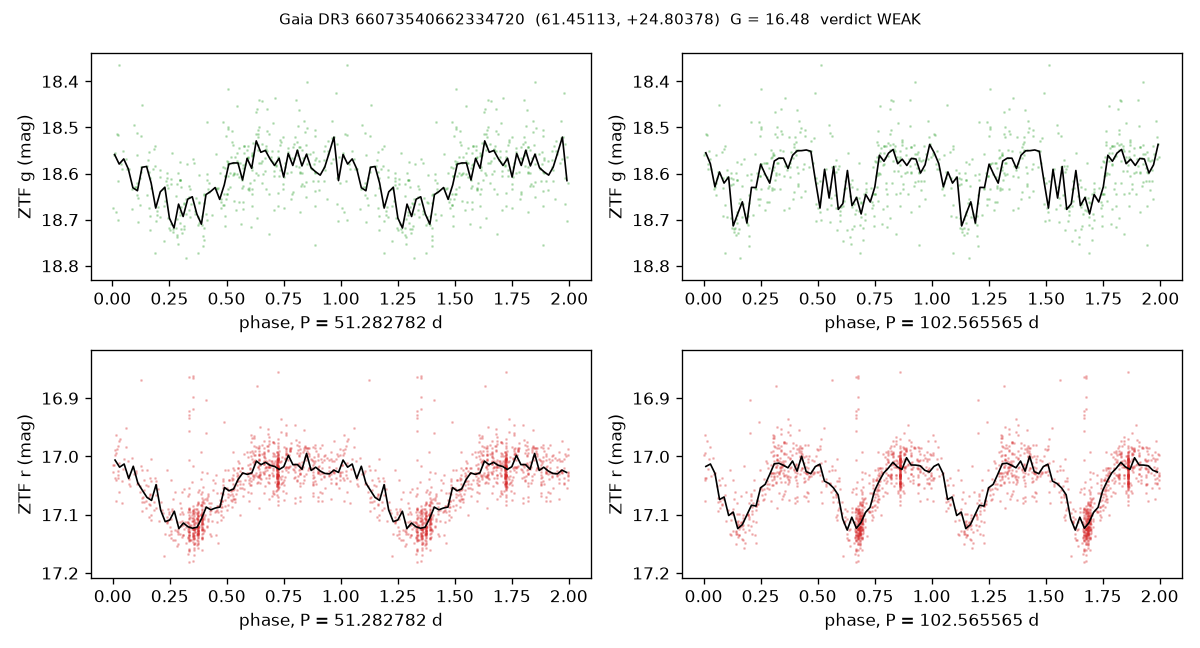 Gaia DR3 66073540662334720 (61.45113, +24.80378) G = 16.48 verdict WEAK
ZTF g (mag)
18.4
18.5
18.6
18.7
18.8
0.00 0.25 0.50 0.75 1.00 1.25 1.50 1.75 2.00
phase, P = 51.282782 d
ZTF g (mag)
18.4
18.5
18.6
18.7
18.8
0.00 0.25 0.50 0.75 1.00 1.25 1.50 1.75 2.00
phase, P = 102.565565 d
ZTF r (mag)
16.9
17.0
17.1
17.2
0.00 0.25 0.50 0.75 1.00 1.25 1.50 1.75 2.00
phase, P = 51.282782 d
ZTF r (mag)
16.9
17.0
17.1
17.2
0.00 0.25 0.50 0.75 1.00 1.25 1.50 1.75 2.00
phase, P = 102.565565 d